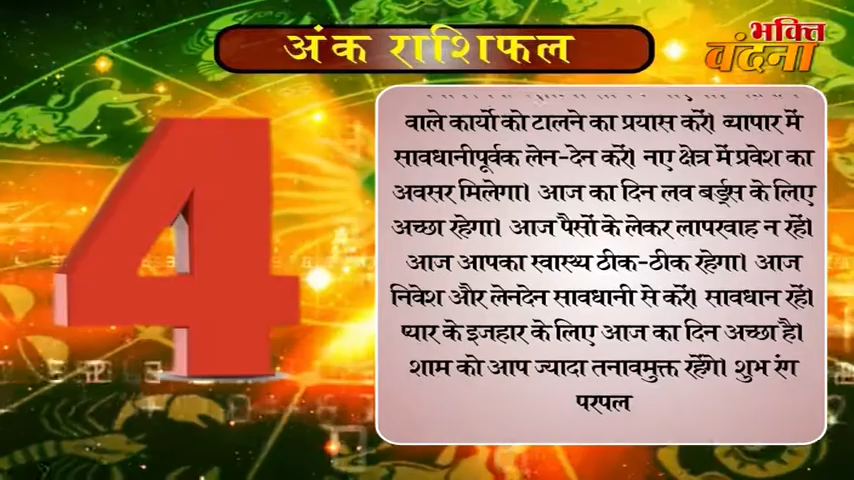 अंक राशिफल
भक्ति
वंदना
4
वाले कार्यो को टालने का प्रयास करें। व्यापार में
सावधानीपूर्वक लेन-देन करें। नए क्षेत्र में प्रवेश का
अवसर मिलेगा। आज का दिन लव बर्ड्स के लिए
अच्छा रहेगा। आज पैसों के लेकर लापरवाह न रहें।
आज आपका स्वास्थ्य ठीक-ठीक रहेगा। आज
निवेश और लेनदेन सावधानी से करें। सावधान रहें।
प्यार के इजहार के लिए आज का दिन अच्छा है।
शाम को आप ज्यादा तनावमुक्त रहेंगे। शुभ रंग
परपल